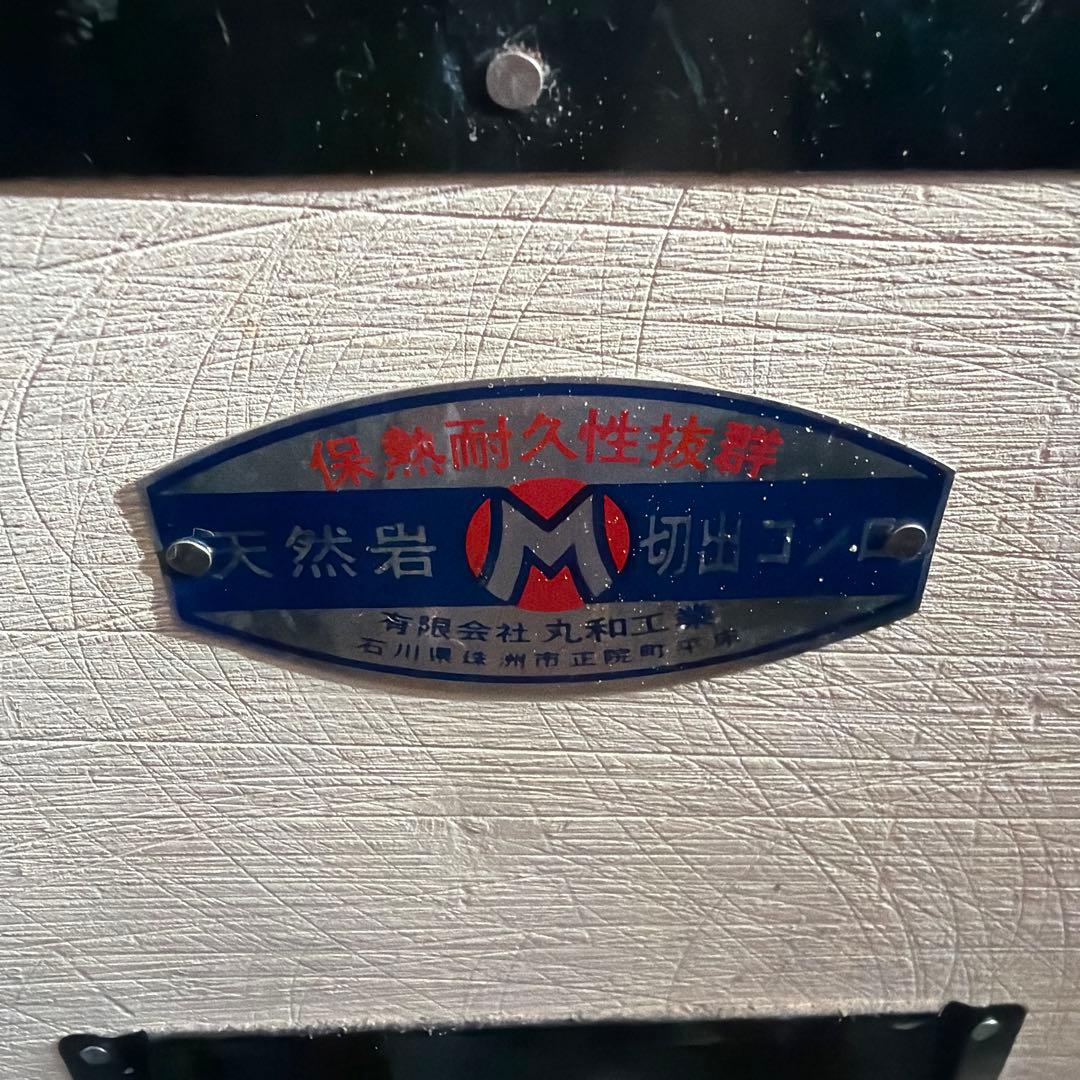 保熱耐久性抜群
天然岩 M 切出コンロ
有限会社 丸和工業
石川県珠洲市正院町平床